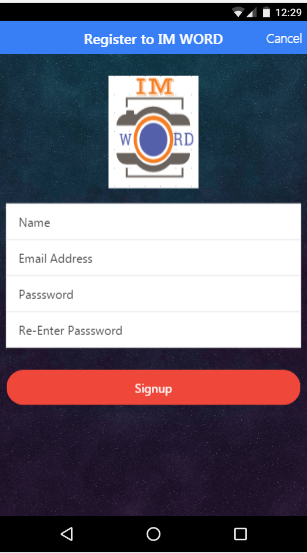 12:29
Register to IM WORD
Cancel
IM
W RD
Name
Email Address
Passsword
Re-Enter Passsword
Signup